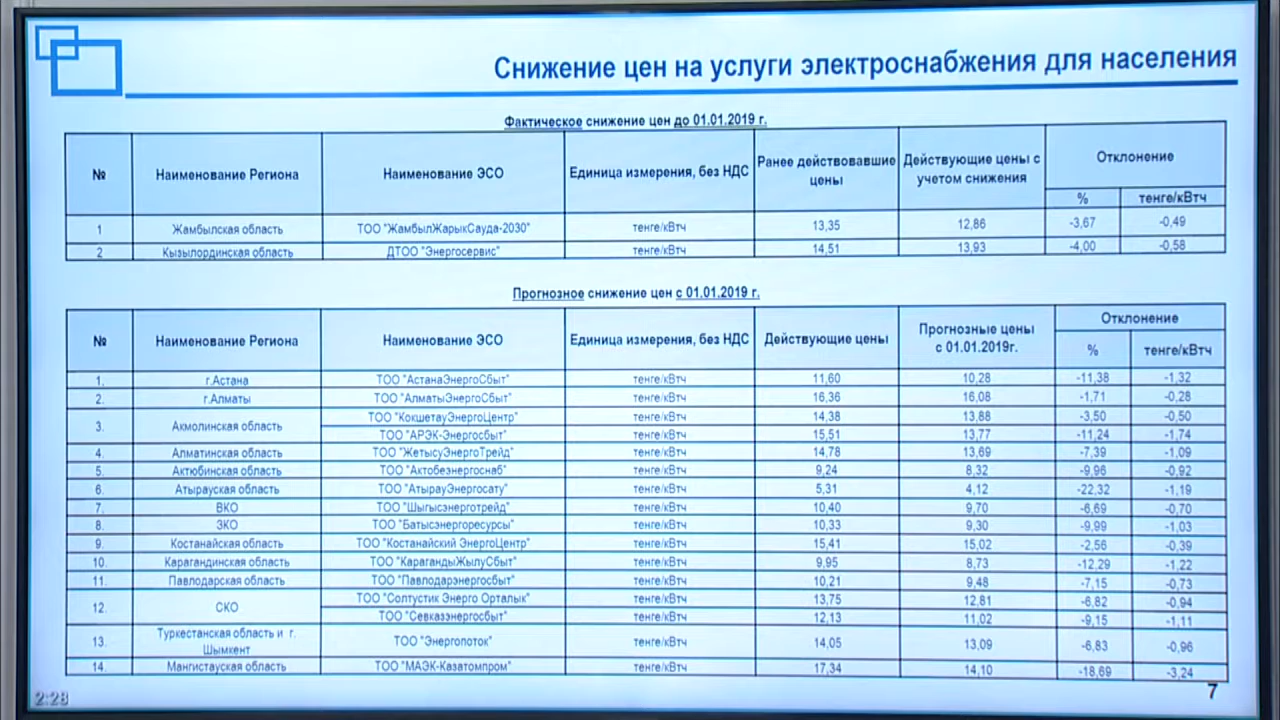 Снижение цен на услуги электроснабжения для населения
Фактическое снижение цен до 01.01.2019 г.
№ Наименование Региона Наименование ЭСО Единица измерения, без НДС Ранее действовавшие цены Действующие цены с учетом снижения Отклонение
% тенге/кВтч
1 Жамбылская область ТОО "ЖамбылЖарыкСауда-2030" тенге/кВтч 13,35 12,86 -3,67 -0,49
2 Кызылординская область ДТОО "Энергосервис" тенге/кВтч 14,51 13,93 -4,00 -0,58
Прогнозное снижение цен с 01.01.2019 г.
№ Наименование Региона Наименование ЭСО Единица измерения, без НДС Действующие цены Прогнозные цены с 01.01.2019г. Отклонение
% тенге/кВтч
1. г.Астана ТОО "АстанаЭнергоСбыт" тенге/кВтч 11,60 10,28 -11,38 -1,32
2. г.Алматы ТОО "АлматыЭнергоСбыт" тенге/кВтч 16,36 16,08 -1,71 -0,28
3. Акмолинская область ТОО "КокшетауЭнергоЦентр" тенге/кВтч 14,38 13,88 -3,50 -0,50
ТОО "АРЭК-Энергосбыт" тенге/кВтч 15,51 13,77 -11,24 -1,74
4. Алматинская область ТОО "ЖетысуЭнергоТрейд" тенге/кВтч 14,78 13,69 -7,39 -1,09
5. Актюбинская область ТОО "Актобеэнергоснаб" тенге/кВтч 9,24 8,32 -9,96 -0,92
6. Атырауская область ТОО "АтырауЭнергосату" тенге/кВтч 5,31 4,12 -22,32 -1,19
7. ВКО ТОО "Шыгысэнерготрейд" тенге/кВтч 10,40 9,70 -6,69 -0,70
8. ЗКО ТОО "Батысэнергоресурсы" тенге/кВтч 10,33 9,30 -9,99 -1,03
9. Костанайская область ТОО "Костанайский ЭнергоЦентр" тенге/кВтч 15,41 15,02 -2,56 -0,39
10. Карагандинская область ТОО "КарагандыЖылуСбыт" тенге/кВтч 9,95 8,73 -12,29 -1,22
11. Павлодарская область ТОО "Павлодарэнергосбыт" тенге/кВтч 10,21 9,48 -7,15 -0,73
12. СКО ТОО "Солтустик Энерго Орталык" тенге/кВтч 13,75 12,81 -6,82 -0,94
ТОО "Севказэнергосбыт" тенге/кВтч 12,13 11,02 -9,15 -1,11
13. Туркестанская область и г. Шымкент ТОО "Энергопоток" тенге/кВтч 14,05 13,09 -6,83 -0,96
14. Мангистауская область ТОО "МАЭК-Казатомпром" тенге/кВтч 17,34 14,10 -18,69 -3,24
7
2:28